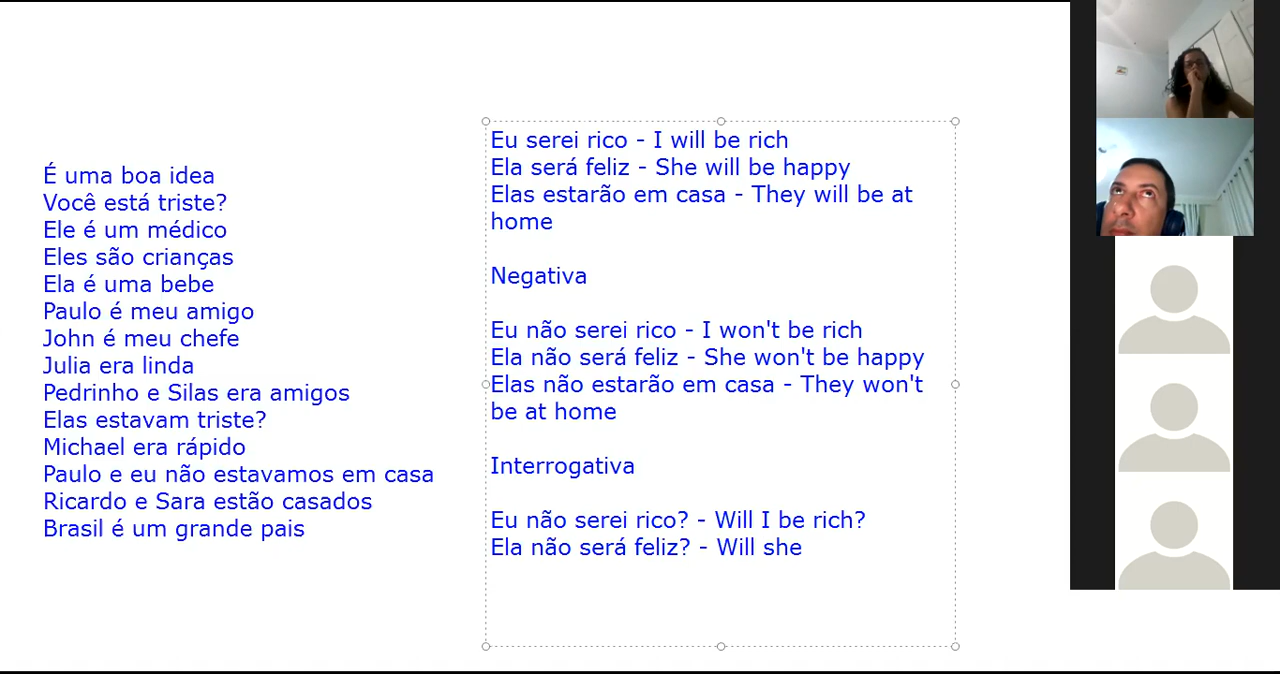 É uma boa idea
Você está triste?
Ele é um médico
Eles são crianças
Ela é uma bebe
Paulo é meu amigo
John é meu chefe
Julia era linda
Pedrinho e Silas era amigos
Elas estavam triste?
Michael era rápido
Paulo e eu não estavamos em casa
Ricardo e Sara estão casados
Brasil é um grande pais
Eu serei rico - I will be rich
Ela será feliz - She will be happy
Elas estarão em casa - They will be at
home
Negativa
Eu não serei rico - I won't be rich
Ela não será feliz - She won't be happy
Elas não estarão em casa - They won't
be at home
Interrogativa
Eu não serei rico? - Will I be rich?
Ela não será feliz? - Will she